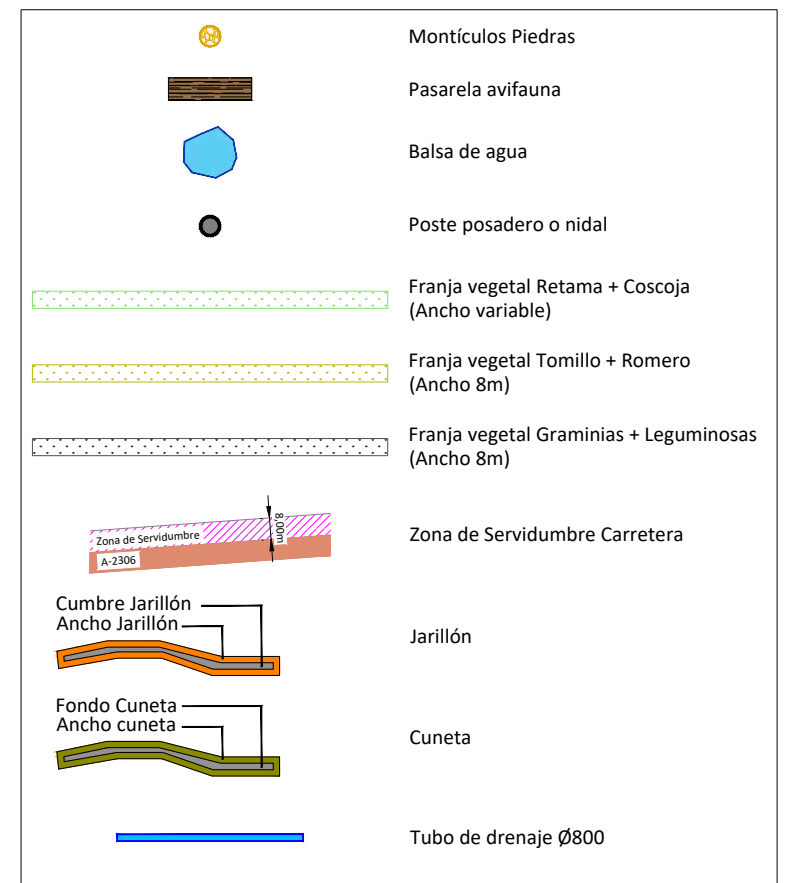 Montículos Piedras
Pasarela avifauna
Balsa de agua
Poste posadero o nidal
Franja vegetal Retama + Coscoja
(Ancho variable)
Franja vegetal Tomillo + Romero
(Ancho 8m)
Franja vegetal Graminias + Leguminosas
(Ancho 8m)
Zona de Servidumbre
8,00m
A-2306
Zona de Servidumbre Carretera
Cumbre Jarillón
Ancho Jarillón
Jarillón
Fondo Cuneta
Ancho cuneta
Cuneta
Tubo de drenaje Ø800